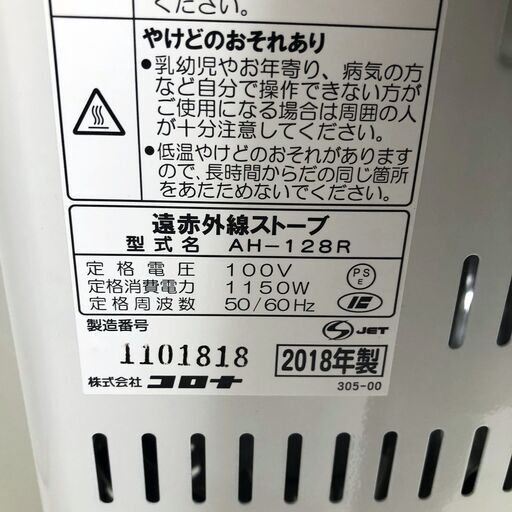 ください。
やけどのおそれあり
●乳幼児やお年寄り、病気の方
など自分で操作できない方が
ご使用になる場合は周囲の人
が十分注意してください。
●低温やけどのおそれがあります
ので、長時間からだの同じ箇所
をあたためないでください。
遠赤外線ストーブ
型式名 AH-128R
定格電圧 100V
定格消費電力 1150W
定格周波数 50/60Hz
PS
E
製造番号
S JET
1101818
2018年製
株式会社 コロナ
305-00